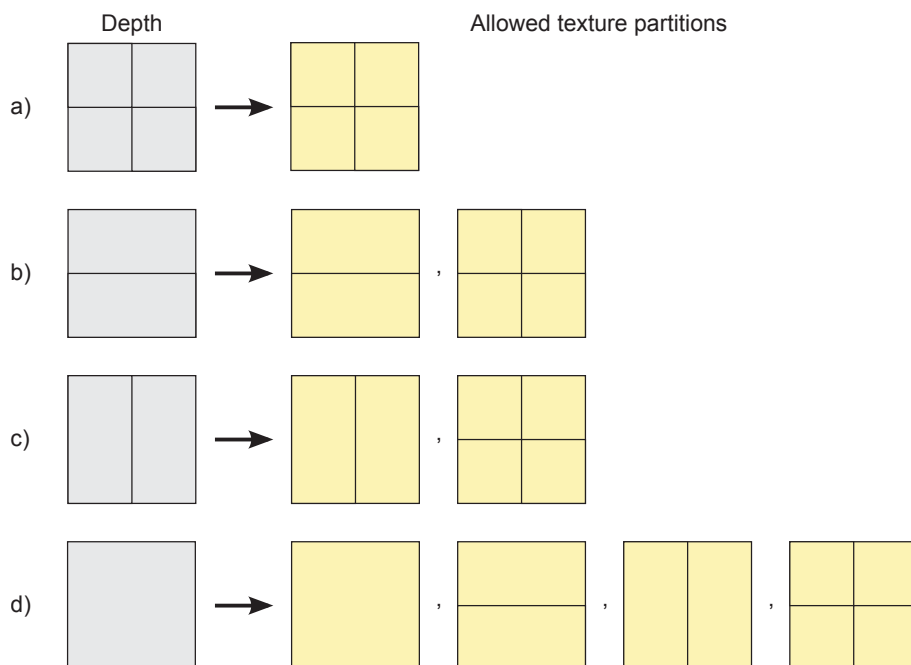 Depth Allowed texture partitions
a)
b) ,
c) ,
d) , , ,